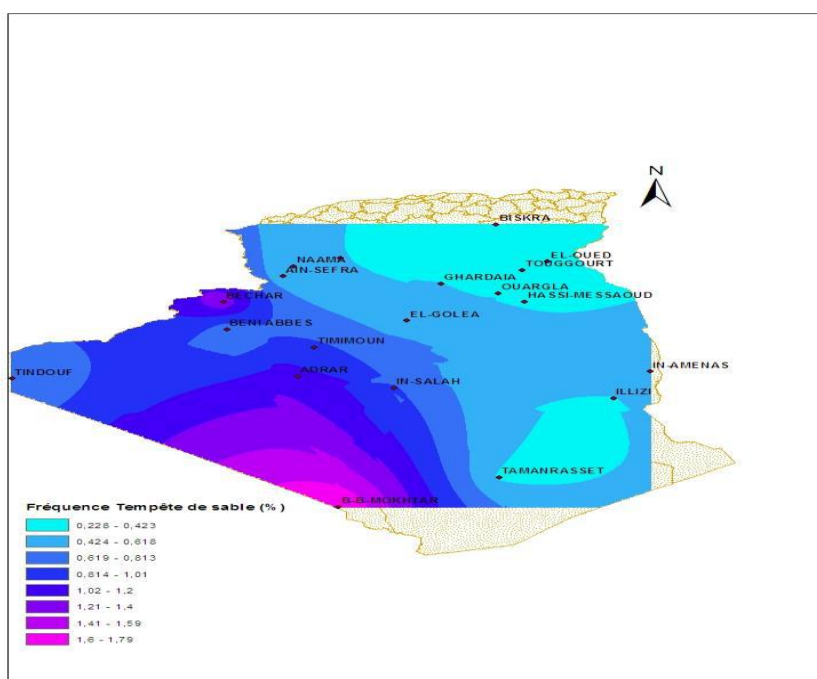 N
BISKRA
EL-OUED
TOUGGOURT
NAAMA
AIN-SEFRA
GHARDAIA
OUARGLA
HASSI-MESSAOUD
BECHAR
EL-GOLEA
BENI-ABBES
TIMIMOUN
TINDOUF
ADRAR
IN-SALAH
IN-AMENAS
ILLIZI
TAMANRASSET
B-B-MOKHTAR
Fréquence Tempête de sable (%)
0,228 - 0,423
0,424 - 0,618
0,619 - 0,813
0,814 - 1,01
1,02 - 1,2
1,21 - 1,4
1,41 - 1,59
1,6 - 1,79